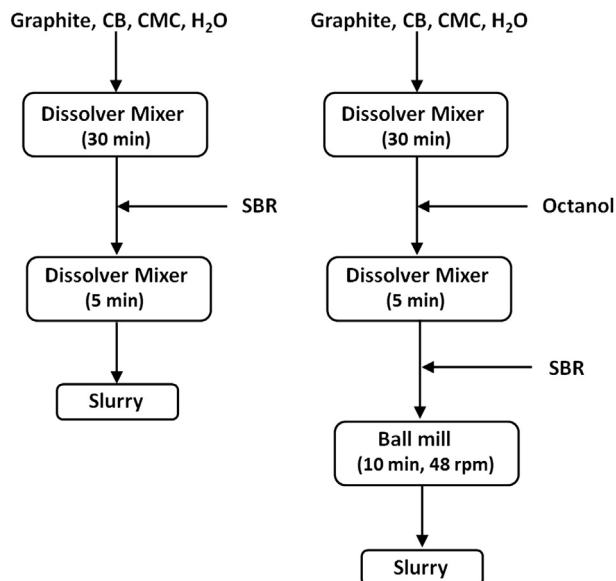 Graphite, CB, CMC, H₂O
Dissolver Mixer
(30 min)
SBR
Dissolver Mixer
(5 min)
Slurry
Graphite, CB, CMC, H₂O
Dissolver Mixer
(30 min)
Octanol
Dissolver Mixer
(5 min)
SBR
Ball mill
(10 min, 48 rpm)
Slurry